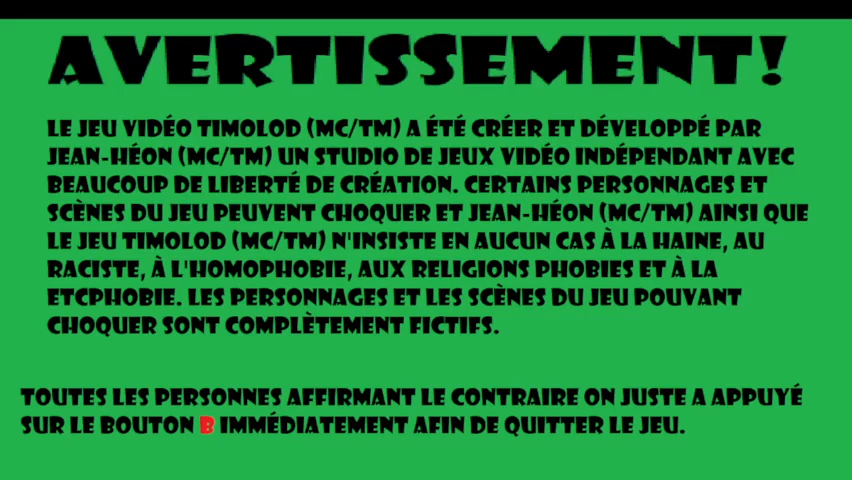 AVERTISSEMENT!
LE JEU VIDÉO TIMOLOD (MC/TM) A ÉTÉ CRÉER ET DÉVELOPPÉ PAR
JEAN-HÉON (MC/TM) UN STUDIO DE JEUX VIDÉO INDÉPENDANT AVEC
BEAUCOUP DE LIBERTÉ DE CRÉATION. CERTAINS PERSONNAGES ET
SCÈNES DU JEU PEUVENT CHOQUER ET JEAN-HÉON (MC/TM) AINSI QUE
LE JEU TIMOLOD (MC/TM) N'INSISTE EN AUCUN CAS À LA HAINE, AU
RACISTE, À L'HOMOPHOBIE, AUX RELIGIONS PHOBIES ET À LA
ETCPHOBIE. LES PERSONNAGES ET LES SCÈNES DU JEU POUVANT
CHOQUER SONT COMPLÈTEMENT FICTIFS.
TOUTES LES PERSONNES AFFIRMANT LE CONTRAIRE ON JUSTE A APPUYÉ
SUR LE BOUTON B IMMÉDIATEMENT AFIN DE QUITTER LE JEU.